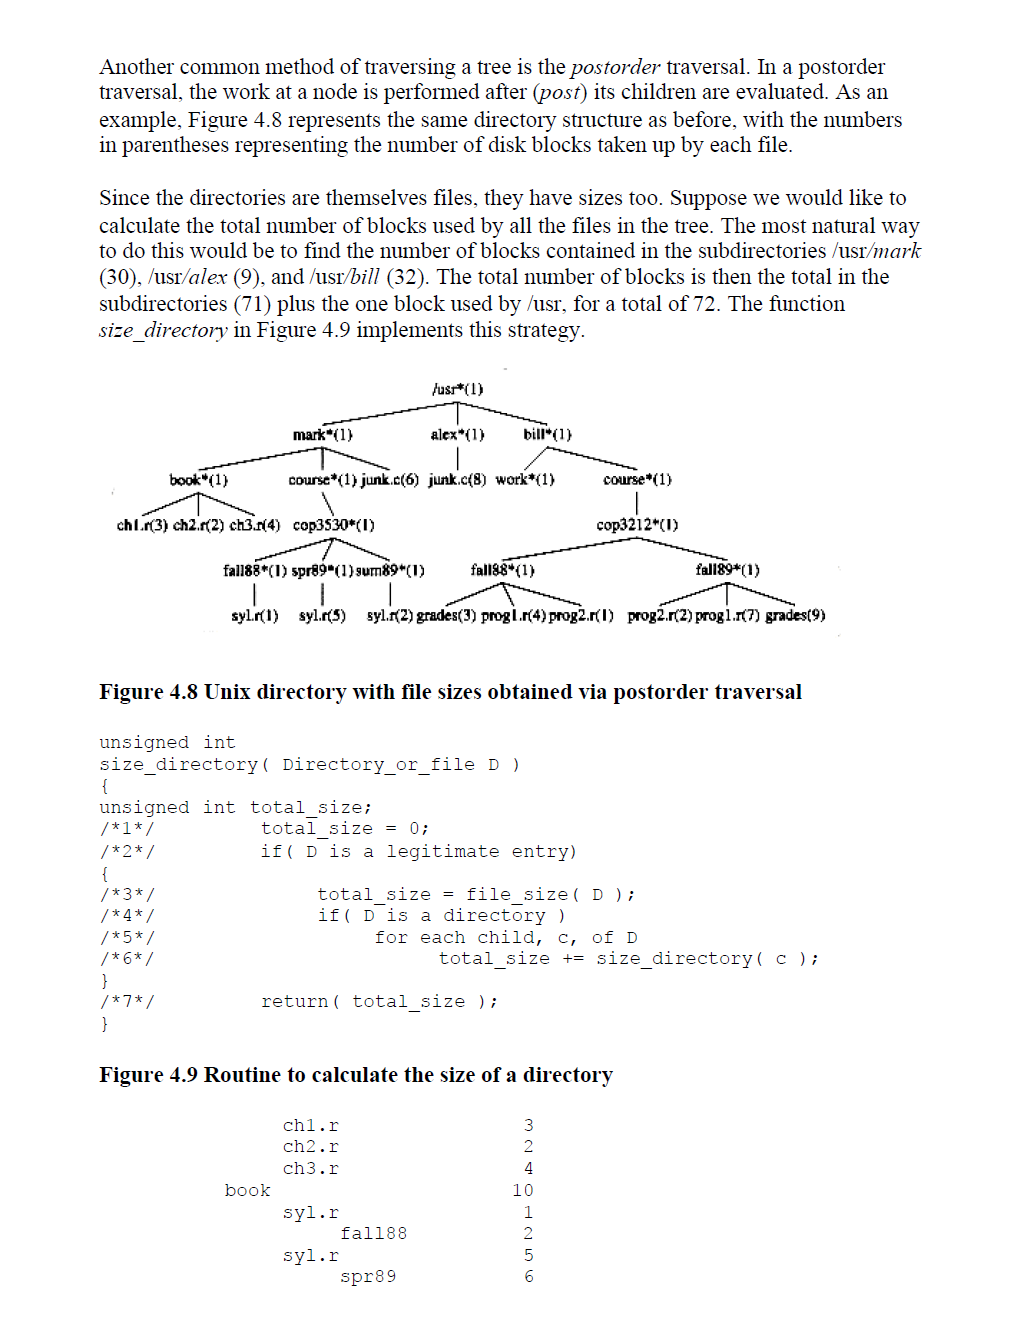 Another common method of traversing a tree is the postorder traversal. In a postorder
traversal, the work at a node is performed after (post) its children are evaluated. As an
example, Figure 4.8 represents the same directory structure as before, with the numbers
in parentheses representing the number of disk blocks taken up by each file.
Since the directories are themselves files, they have sizes too. Suppose we would like to
calculate the total number of blocks used by all the files in the tree. The most natural way
to do this would be to find the number of blocks contained in the subdirectories /usr/mark
(30), /usr/alex (9), and /usr/bill (32). The total number of blocks is then the total in the
subdirectories (71) plus the one block used by /usr, for a total of 72. The function
size_directory in Figure 4.9 implements this strategy.
/usr*(1)
mark*(1) alex*(1) bill*(1)
book*(1) course*(1) junk.c(6) junk.c(8) work*(1) course*(1)
ch1.r(3) ch2.r(2) ch3.r(4) cop3530*(1) cop3212*(1)
fall88*(1) spr89*(1) sum89*(1) fall88*(1) fall89*(1)
syl.r(1) syl.r(5) syl.r(2) grades(3) prog1.r(4) prog2.r(1) prog2.r(2) prog1.r(7) grades(9)
Figure 4.8 Unix directory with file sizes obtained via postorder traversal
unsigned int
size_directory( Directory_or_file D )
{
unsigned int total_size;
/*1*/ total_size = 0;
/*2*/ if( D is a legitimate entry)
{
/*3*/ total_size = file_size( D );
/*4*/ if( D is a directory )
/*5*/ for each child, c, of D
/*6*/ total_size += size_directory( c );
}
/*7*/ return( total_size );
}
Figure 4.9 Routine to calculate the size of a directory
ch1.r 3
ch2.r 2
ch3.r 4
book 10
syl.r 1
fall88 2
syl.r 5
spr89 6